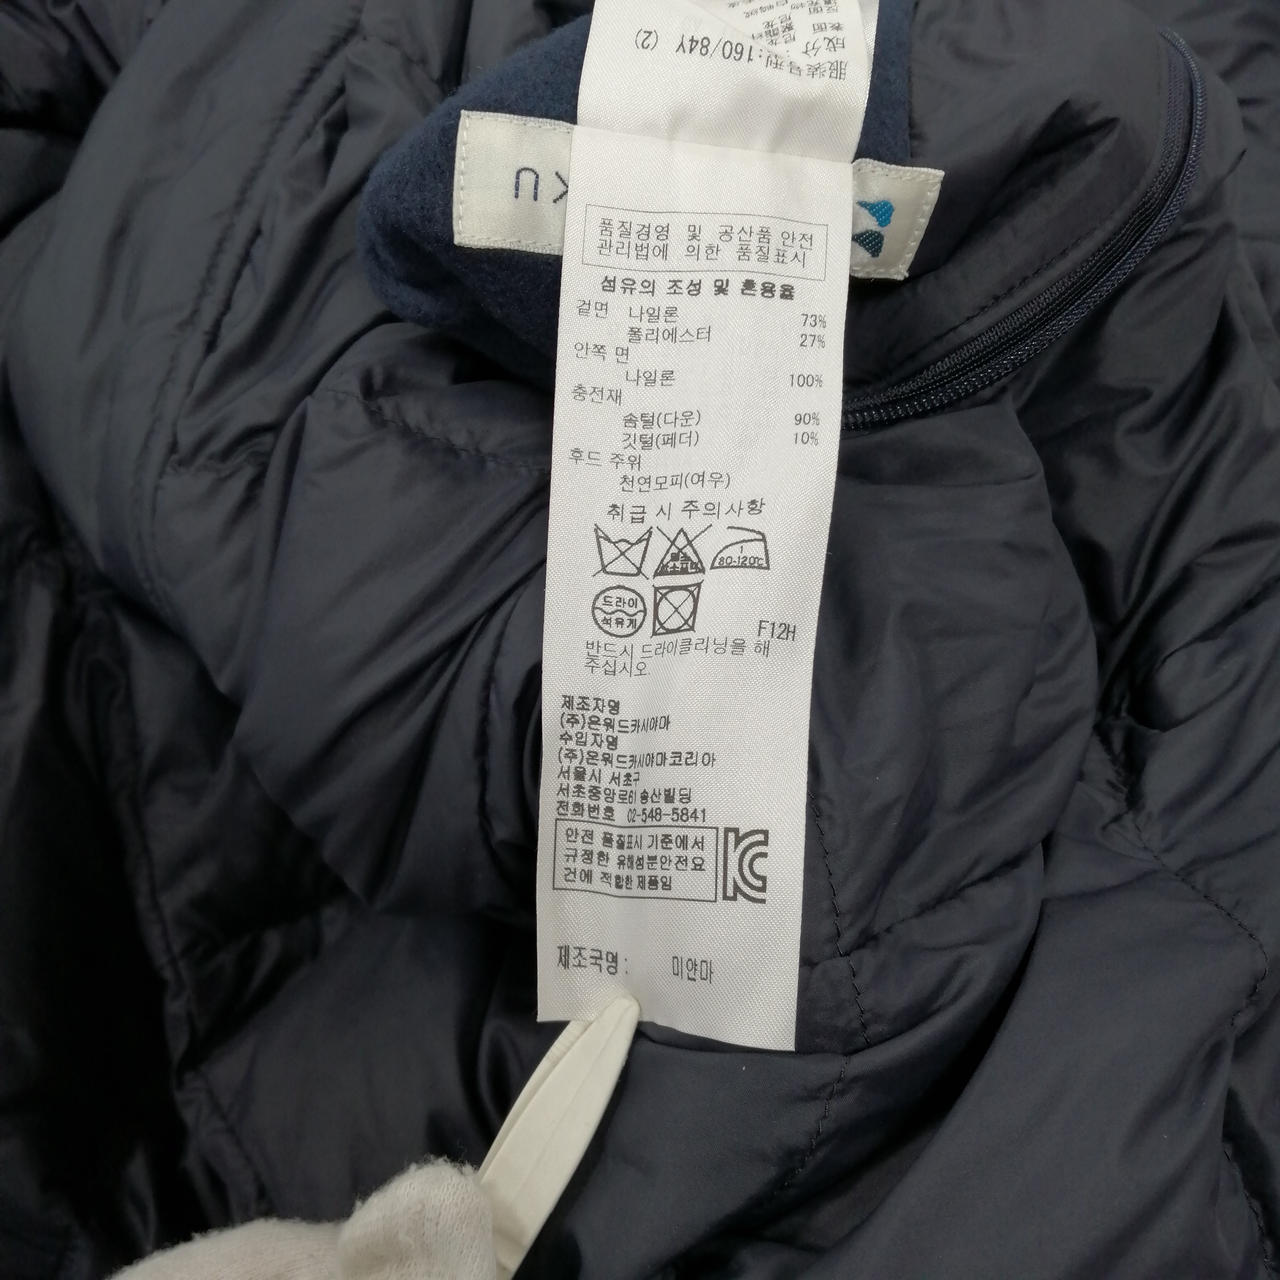 服装号型:160/84Y (2)
成分
表面
품질경영 및 공산품 안전
관리법에 의한 품질표시
섬유의 조성 및 혼용율
겉면 나일론 73%
폴리에스터 27%
안쪽 면
나일론 100%
충전재
솜털(다운) 90%
깃털(페더) 10%
후드 주위
천연모피(여우)
취급 시 주의사항
1
80-120℃
드라이
석유계
F12H
반드시 드라이클리닝을 해
주십시오.
제조자명
(주)온워드카시야마
수입자명
(주)온워드카시야마코리아
서울시 서초구
서초중앙로61 송산빌딩
전화번호 02-548-5841
안전 품질표시 기준에서
규정한 유해성분안전요
건에 적합한 제품임
제조국명: 미얀마